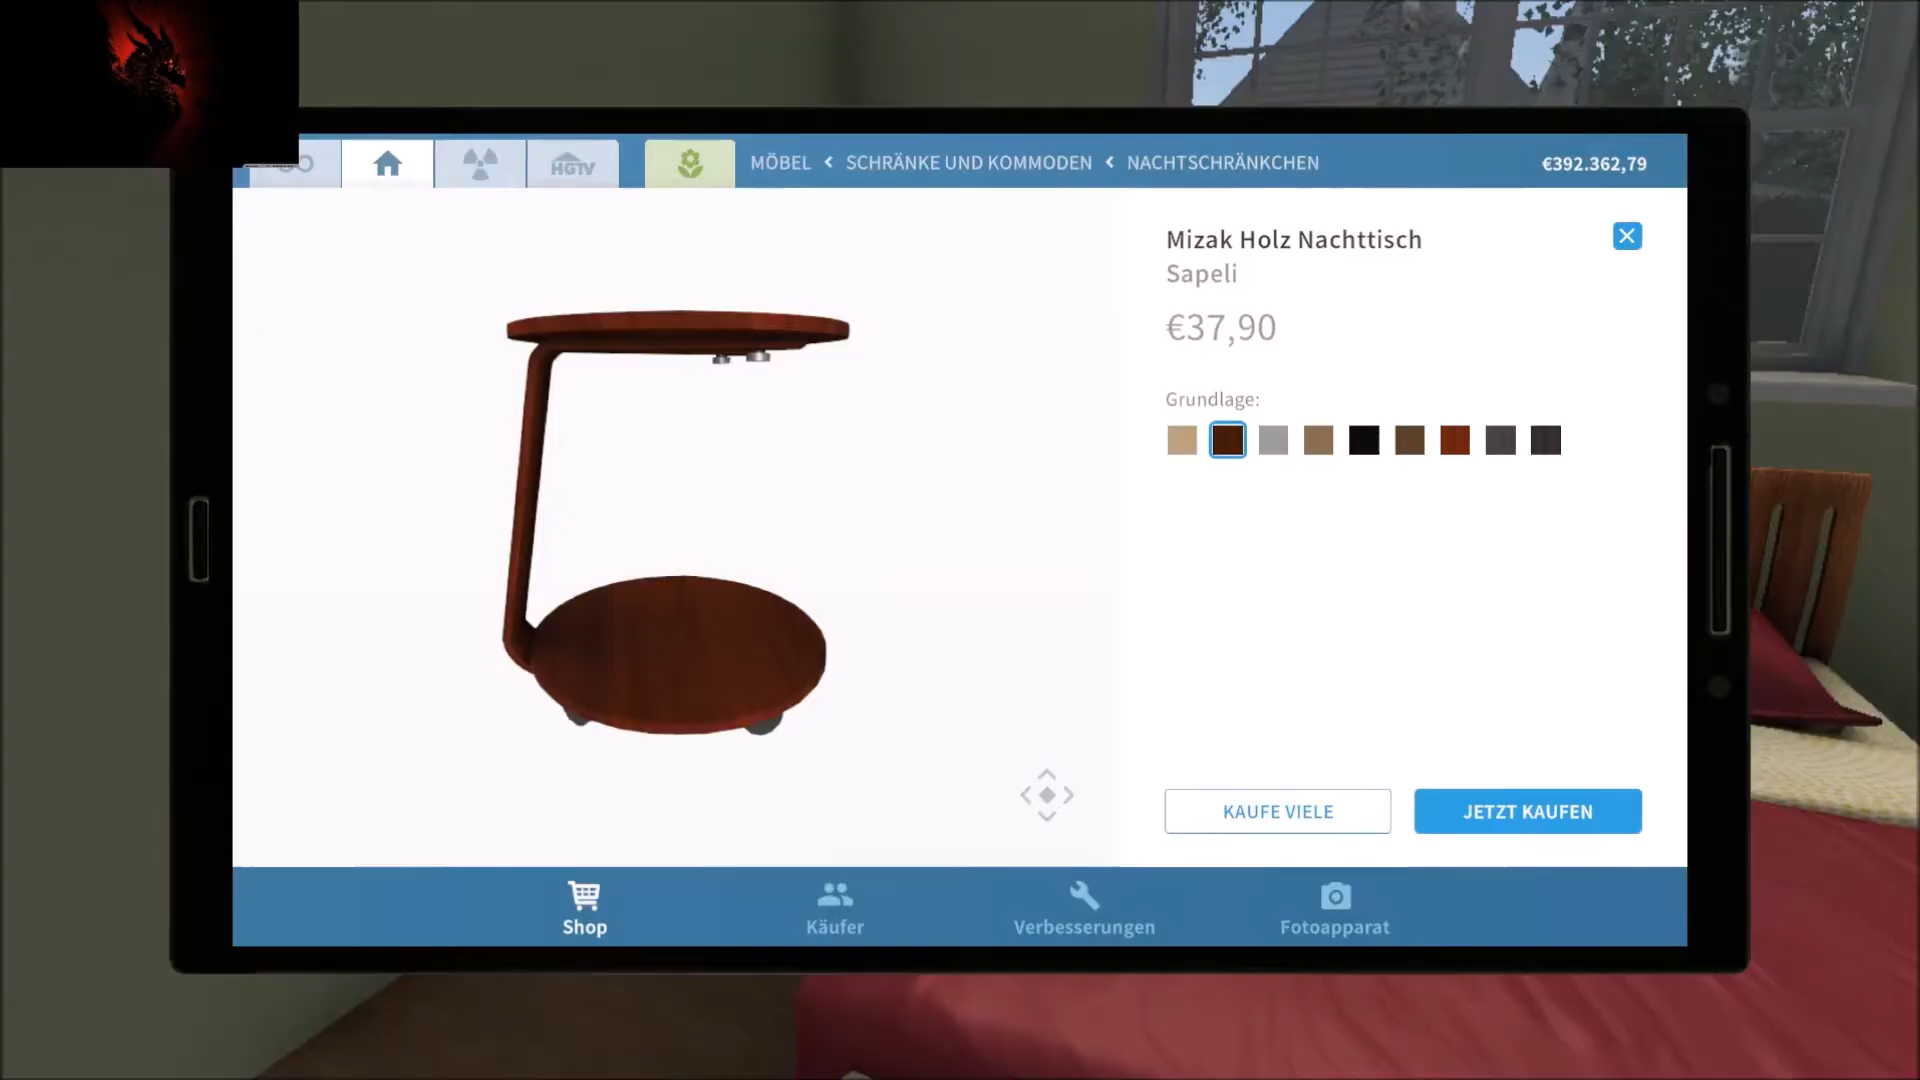 HGTV
MÖBEL < SCHRÄNKE UND KOMMODEN < NACHTSCHRÄNKCHEN
€392.362,79
Mizak Holz Nachttisch
Sapeli
€37,90
Grundlage:
KAUFE VIELE
JETZT KAUFEN
Shop
Käufer
Verbesserungen
Fotoapparat